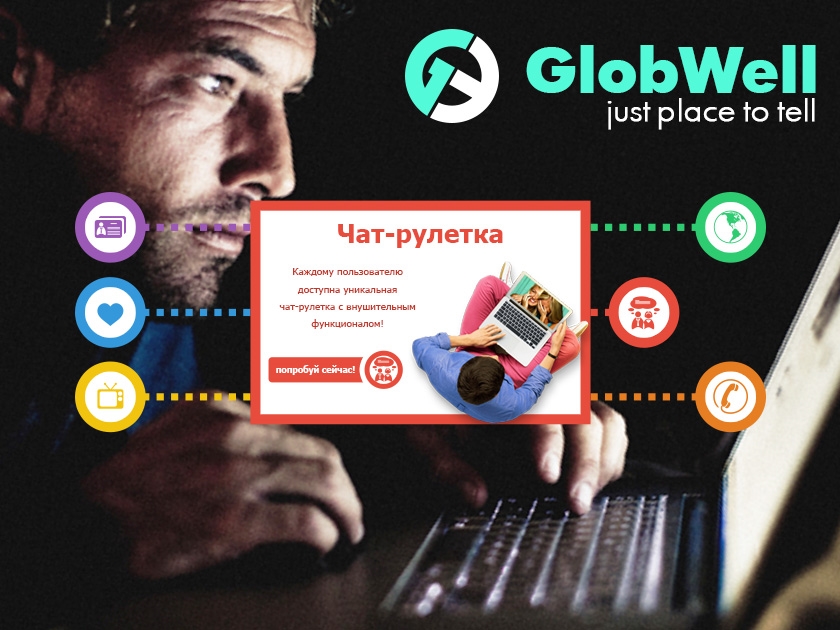 GlobWell
just place to tell
Чат-рулетка
Каждому пользователю
доступна уникальная
чат-рулетка с внушительным
функционалом!
попробуй сейчас!